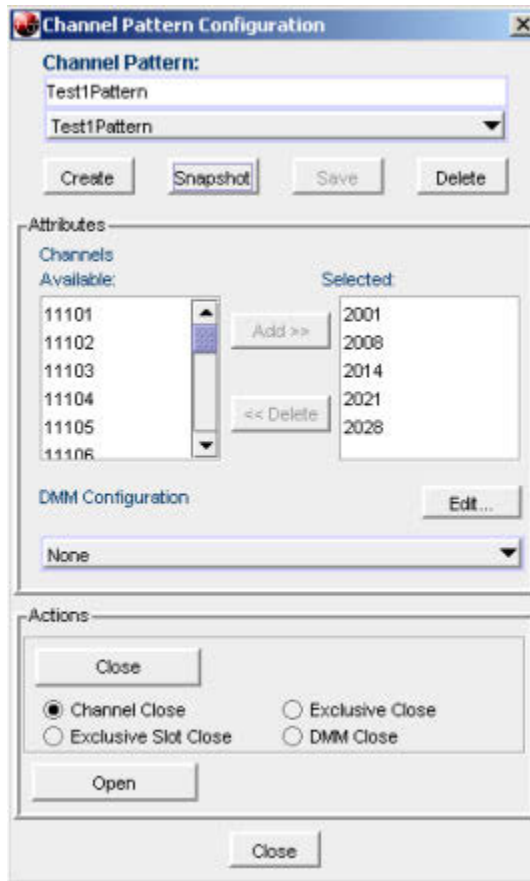 Channel Pattern Configuration
Channel Pattern:
Test1Pattern
Test1Pattern
Create Snapshot Save Delete
Attributes
Channels
Available: Selected:
11101
11102
11103
11104
11105
11106
Add >>
<< Delete
2001
2008
2014
2021
2028
DMM Configuration Edit...
None
Actions
Close
Channel Close Exclusive Close
Exclusive Slot Close DMM Close
Open
Close